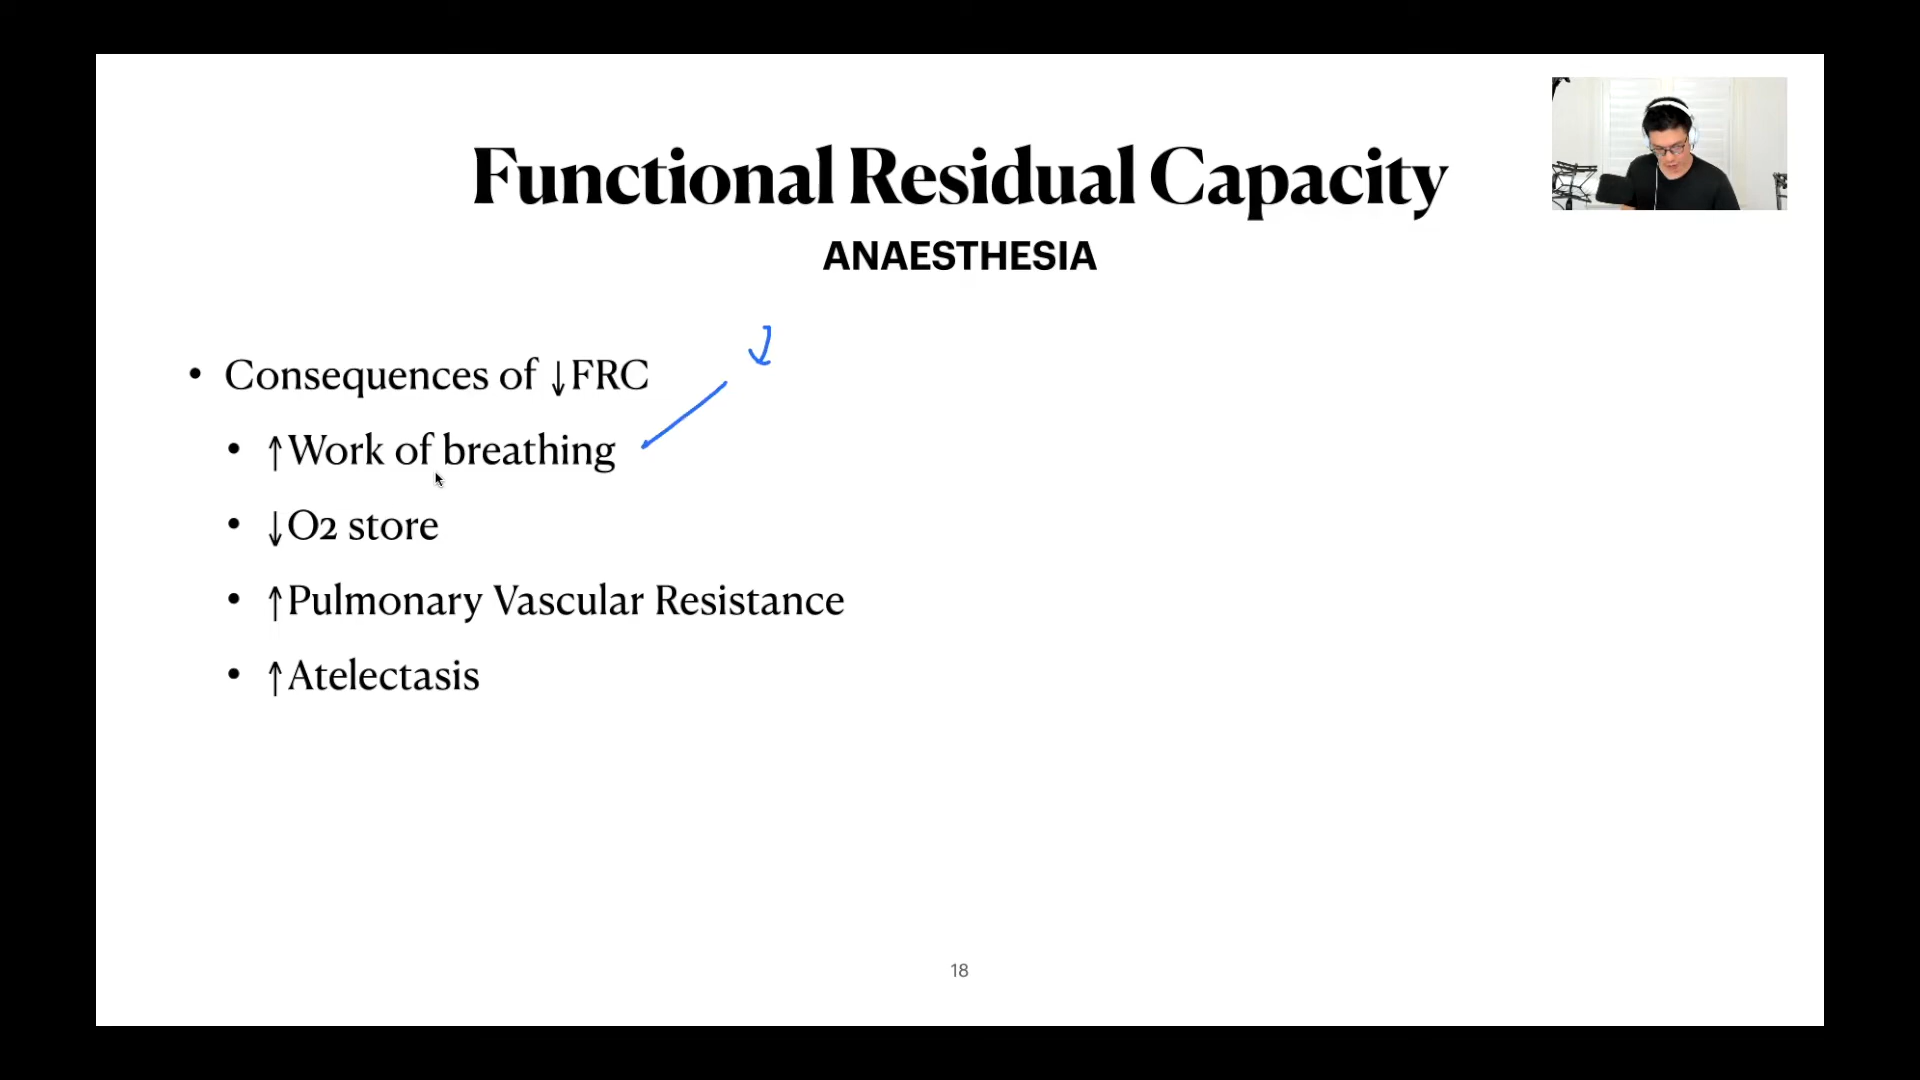 Functional Residual Capacity
ANAESTHESIA
• Consequences of ↓FRC
• ↑Work of breathing
• ↓O2 store
• ↑Pulmonary Vascular Resistance
• ↑Atelectasis
18